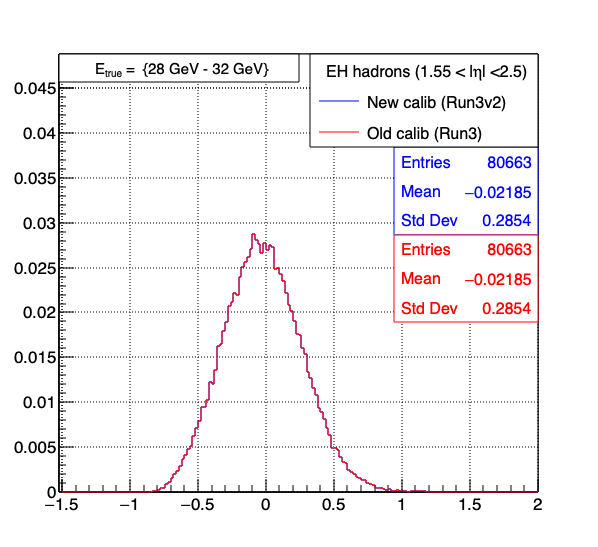 E_true = {28 GeV - 32 GeV}
EH hadrons (1.55 < |η| <2.5)
New calib (Run3v2)
Old calib (Run3)
Entries 80663
Mean −0.02185
Std Dev 0.2854
Entries 80663
Mean −0.02185
Std Dev 0.2854
0.045
0.04
0.035
0.03
0.025
0.02
0.015
0.01
0.005
0
−1.5 −1 −0.5 0 0.5 1 1.5 2